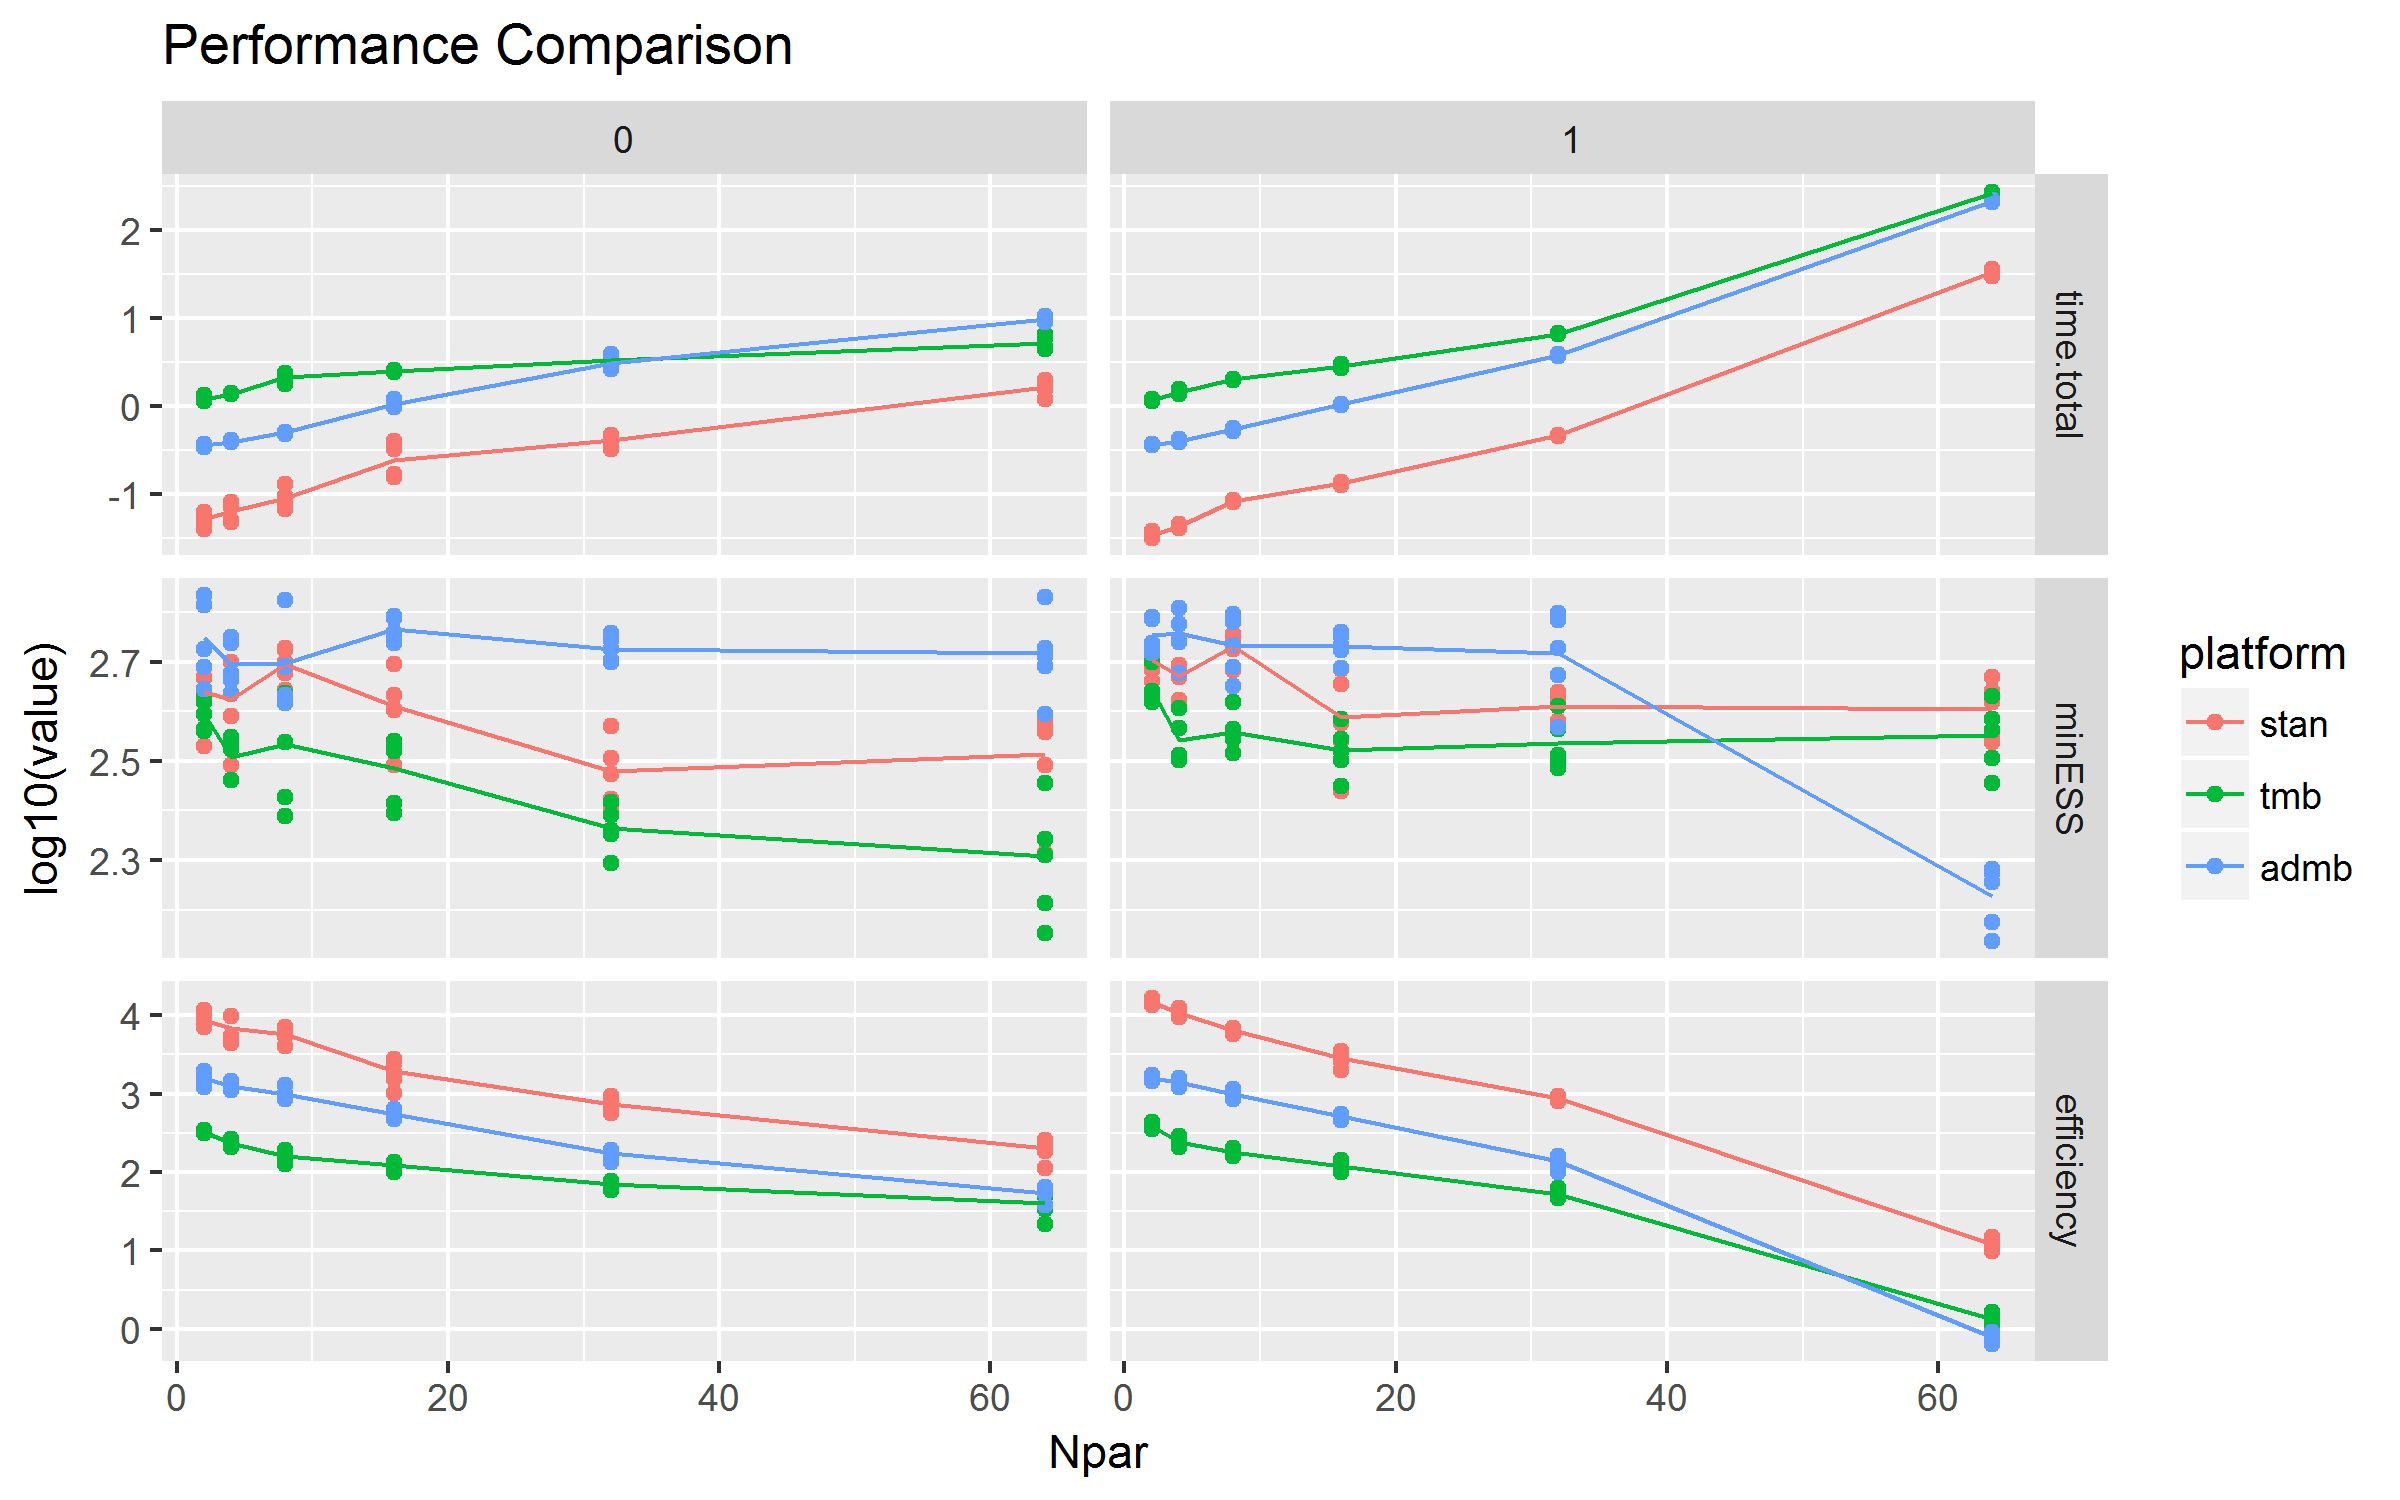 Performance Comparison
0 1
2
1
0
-1
time.total
2.7
2.5
2.3
minESS
4
3
2
1
0
efficiency
0 20 40 60 0 20 40 60
Npar
log10(value)
platform
stan
tmb
admb